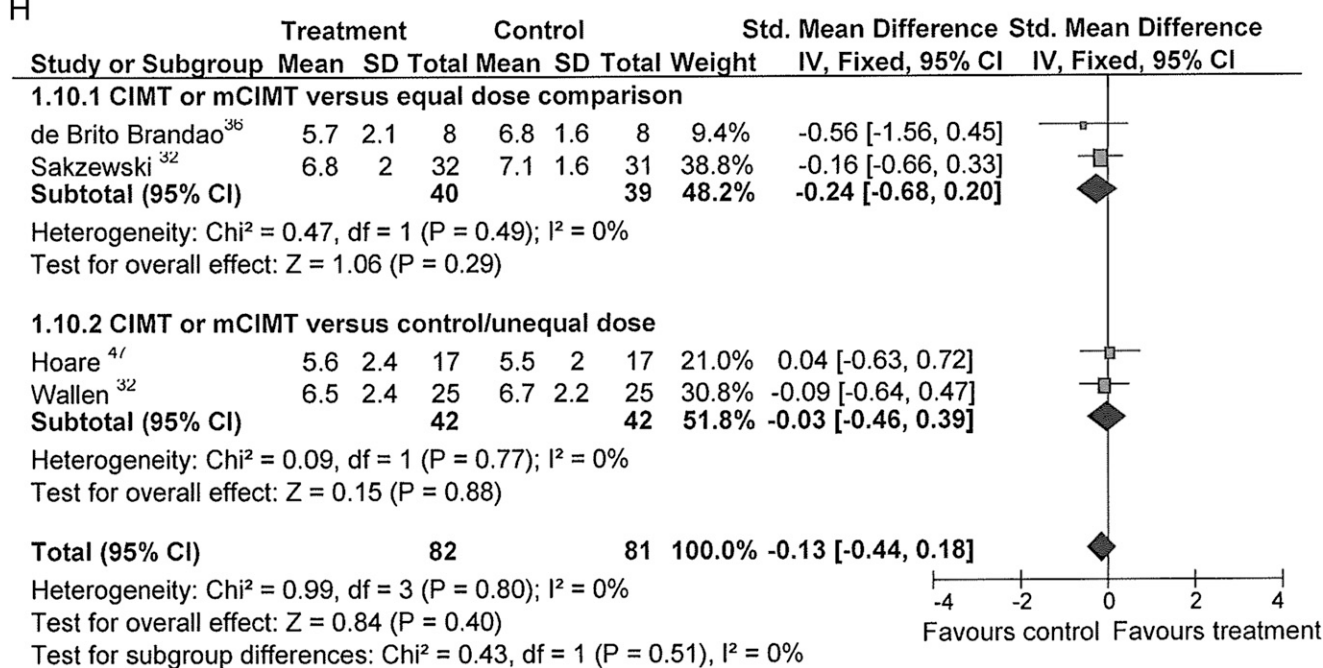 H
Treatment Control Std. Mean Difference Std. Mean Difference
Study or Subgroup Mean SD Total Mean SD Total Weight IV, Fixed, 95% CI IV, Fixed, 95% CI
1.10.1 CIMT or mCIMT versus equal dose comparison
de Brito Brandao36 5.7 2.1 8 6.8 1.6 8 9.4% -0.56 [-1.56, 0.45]
Sakzewski 32 6.8 2 32 7.1 1.6 31 38.8% -0.16 [-0.66, 0.33]
Subtotal (95% CI) 40 39 48.2% -0.24 [-0.68, 0.20]
Heterogeneity: Chi² = 0.47, df = 1 (P = 0.49); I² = 0%
Test for overall effect: Z = 1.06 (P = 0.29)
1.10.2 CIMT or mCIMT versus control/unequal dose
Hoare 47 5.6 2.4 17 5.5 2 17 21.0% 0.04 [-0.63, 0.72]
Wallen 32 6.5 2.4 25 6.7 2.2 25 30.8% -0.09 [-0.64, 0.47]
Subtotal (95% CI) 42 42 51.8% -0.03 [-0.46, 0.39]
Heterogeneity: Chi² = 0.09, df = 1 (P = 0.77); I² = 0%
Test for overall effect: Z = 0.15 (P = 0.88)
Total (95% CI) 82 81 100.0% -0.13 [-0.44, 0.18]
Heterogeneity: Chi² = 0.99, df = 3 (P = 0.80); I² = 0%
Test for overall effect: Z = 0.84 (P = 0.40)
Test for subgroup differences: Chi² = 0.43, df = 1 (P = 0.51), I² = 0%
-4 -2 0 2 4
Favours control Favours treatment